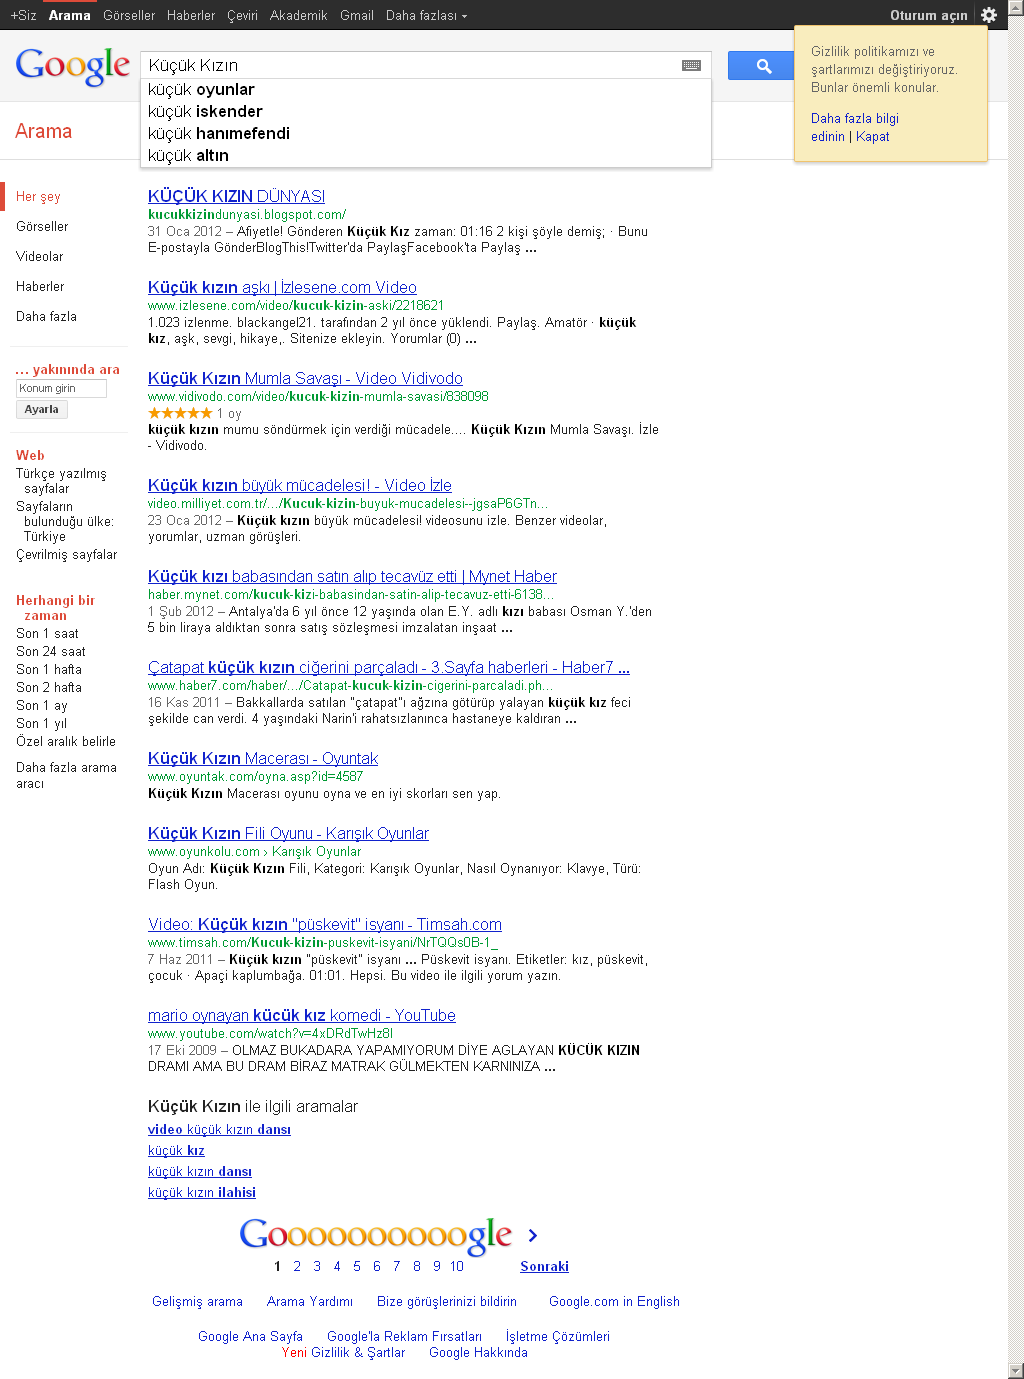 +Siz Arama Görseller Haberler Çeviri Akademik Gmail Daha fazlası
Oturum açın
Google
Küçük Kızın
küçük oyunlar
küçük iskender
küçük hanımefendi
küçük altın
Gizlilik politikamızı ve
şartlarımızı değiştiriyoruz.
Bunlar önemli konular.
Daha fazla bilgi
edinin | Kapat
Arama
Her şey
Görseller
Videolar
Haberler
Daha fazla
... yakınında ara
Konum girin
Ayarla
Web
Türkçe yazılmış
sayfalar
Sayfaların
bulunduğu ülke:
Türkiye
Çevrilmiş sayfalar
Herhangi bir
zaman
Son 1 saat
Son 24 saat
Son 1 hafta
Son 2 hafta
Son 1 ay
Son 1 yıl
Özel aralık belirle
Daha fazla arama
aracı
KÜÇÜK KIZIN DÜNYASI
kucukkizindunyasi.blogspot.com/
31 Oca 2012 – Afiyetle! Gönderen Küçük Kız zaman: 01:16 2 kişi şöyle demiş; · Bunu
E-postayla GönderBlogThis!Twitter'da PaylaşFacebook'ta Paylaş ...
Küçük kızın aşkı | İzlesene.com Video
www.izlesene.com/video/kucuk-kizin-aski/2218621
1.023 izlenme. blackangel21. tarafından 2 yıl önce yüklendi. Paylaş. Amatör · küçük
kız, aşk, sevgi, hikaye,. Sitenize ekleyin. Yorumlar (0) ...
Küçük Kızın Mumla Savaşı - Video Vidivodo
www.vidivodo.com/video/kucuk-kizin-mumla-savasi/838098
1 oy
küçük kızın mumu söndürmek için verdiği mücadele.... Küçük Kızın Mumla Savaşı. İzle
- Vidivodo.
Küçük kızın büyük mücadelesi! - Video İzle
video.milliyet.com.tr/.../Kucuk-kizin-buyuk-mucadelesi--jgsaP6GTn...
23 Oca 2012 – Küçük kızın büyük mücadelesi! videosunu izle. Benzer videolar,
yorumlar, uzman görüşleri.
Küçük kızı babasından satın alıp tecavüz etti | Mynet Haber
haber.mynet.com/kucuk-kizi-babasindan-satin-alip-tecavuz-etti-6138...
1 Şub 2012 – Antalya'da 6 yıl önce 12 yaşında olan E.Y. adlı kızı babası Osman Y.'den
5 bin liraya aldıktan sonra satış sözleşmesi imzalatan inşaat ...
Çatapat küçük kızın ciğerini parçaladı - 3.Sayfa haberleri - Haber7 ...
www.haber7.com/haber/.../Catapat-kucuk-kizin-cigerini-parcaladi.ph...
16 Kas 2011 – Bakkallarda satılan "çatapat"ı ağzına götürüp yalayan küçük kız feci
şekilde can verdi. 4 yaşındaki Narin'i rahatsızlanınca hastaneye kaldıran ...
Küçük Kızın Macerası - Oyuntak
www.oyuntak.com/oyna.asp?id=4587
Küçük Kızın Macerası oyunu oyna ve en iyi skorları sen yap.
Küçük Kızın Fili Oyunu - Karışık Oyunlar
www.oyunkolu.com › Karışık Oyunlar
Oyun Adı: Küçük Kızın Fili, Kategori: Karışık Oyunlar, Nasıl Oynanıyor: Klavye, Türü:
Flash Oyun.
Video: Küçük kızın "püskevit" isyanı - Timsah.com
www.timsah.com/Kucuk-kizin-puskevit-isyani/NrTQQs0B-1_
7 Haz 2011 – Küçük kızın "püskevit" isyanı ... Püskevit isyanı. Etiketler: kız, püskevit,
çocuk · Apaçi kaplumbağa. 01:01. Hepsi. Bu video ile ilgili yorum yazın.
mario oynayan kücük kız komedi - YouTube
www.youtube.com/watch?v=4xDRdTwHz8I
17 Eki 2009 – OLMAZ BUKADARA YAPAMIYORUM DİYE AGLAYAN KÜCÜK KIZIN
DRAMI AMA BU DRAM BİRAZ MATRAK GÜLMEKTEN KARNINIZA ...
Küçük Kızın ile ilgili aramalar
video küçük kızın dansı
küçük kız
küçük kızın dansı
küçük kızın ilahisi
Goooooooooogle
1 2 3 4 5 6 7 8 9 10 Sonraki
Gelişmiş arama Arama Yardımı Bize görüşlerinizi bildirin Google.com in English
Google Ana Sayfa Google'la Reklam Fırsatları İşletme Çözümleri
Yeni Gizlilik & Şartlar Google Hakkında